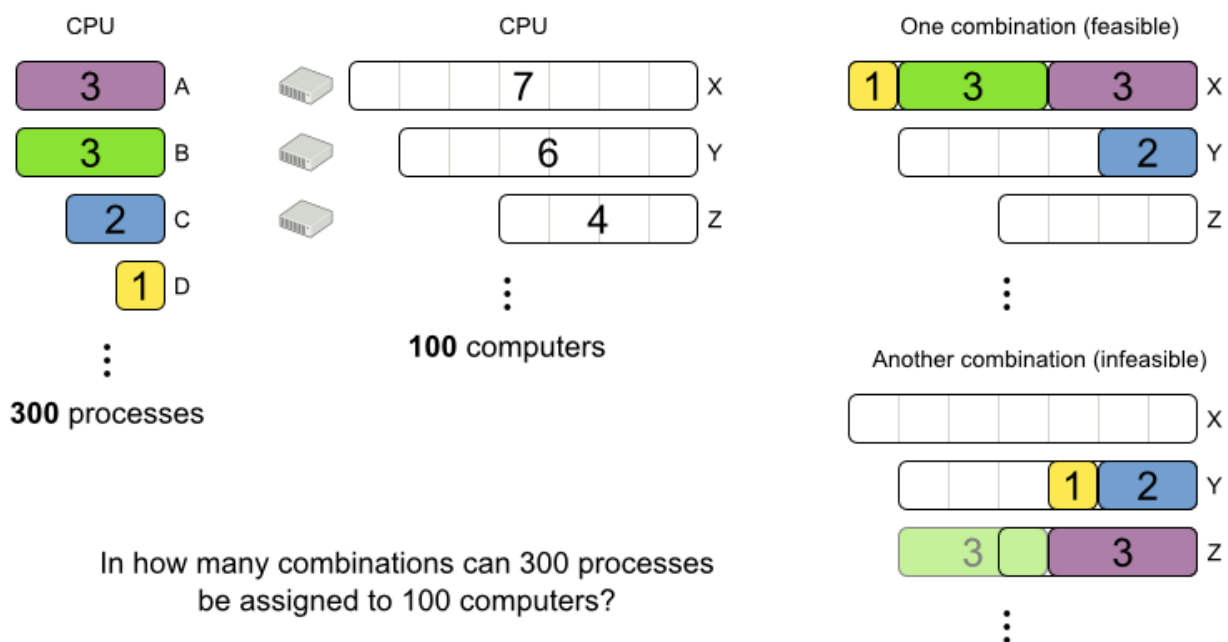 CPU
3 A
3 B
2 C
1 D
300 processes
CPU
7 X
6 Y
4 Z
100 computers
One combination (feasible)
1 3 3 X
2 Y
Z
Another combination (infeasible)
X
1 2 Y
3 3 Z
In how many combinations can 300 processes
be assigned to 100 computers?